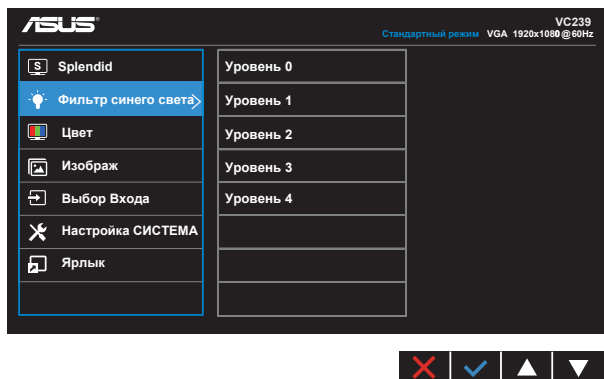 ASUS
VC239
Стандартный режим VGA 1920x1080@60Hz
S Splendid
Фильтр синего света
Цвет
Изображ
Выбор Входа
Настройка СИСТЕМА
Ярлык
Уровень 0
Уровень 1
Уровень 2
Уровень 3
Уровень 4